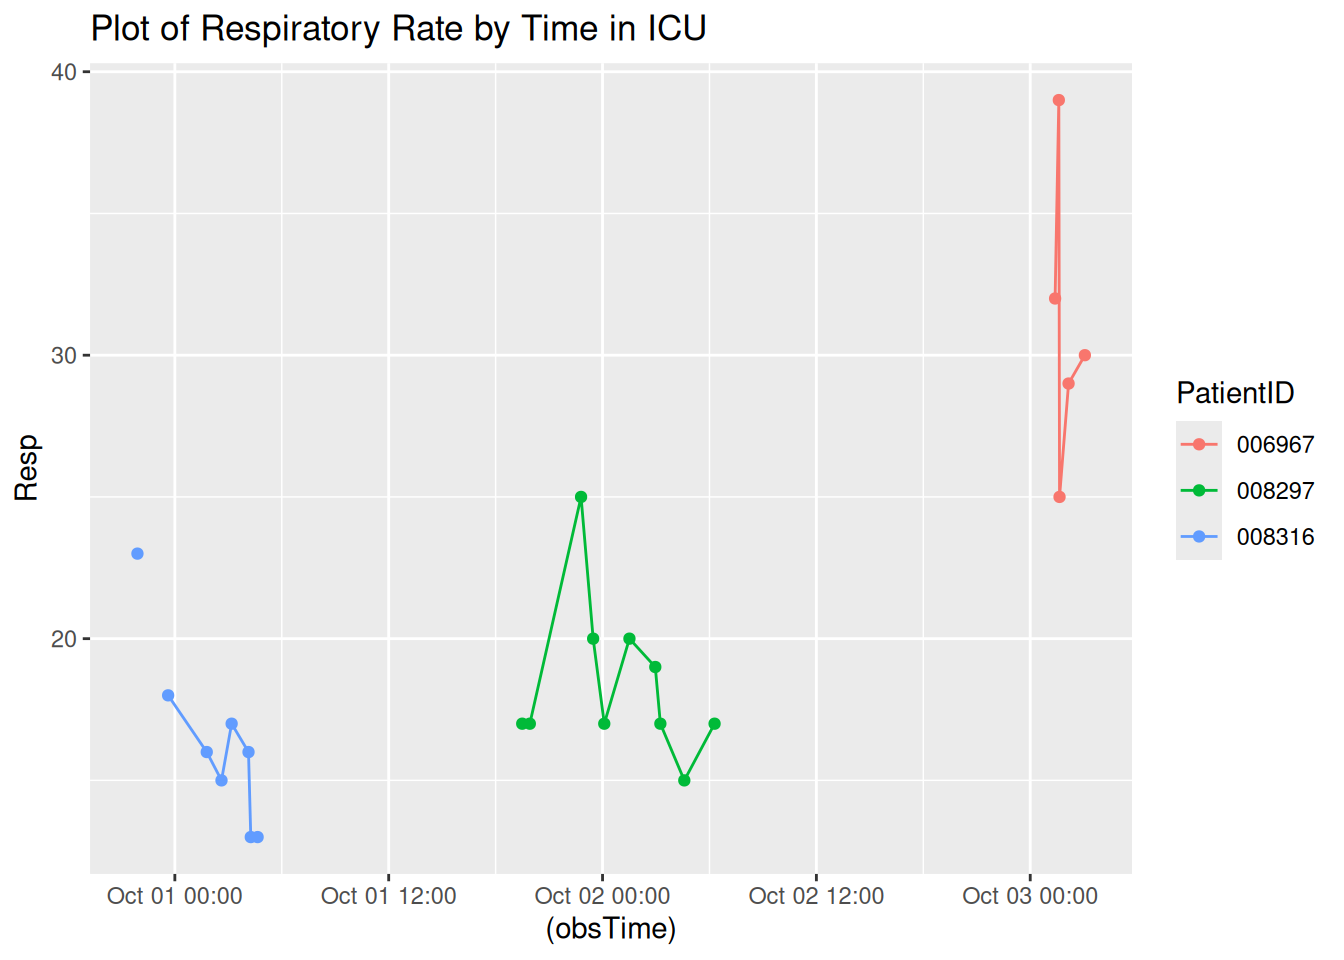 Plot of Respiratory Rate by Time in ICU
40
30
20
Resp
Oct 01 00:00
Oct 01 12:00
Oct 02 00:00
Oct 02 12:00
Oct 03 00:00
(obsTime)
PatientID
006967
008297
008316